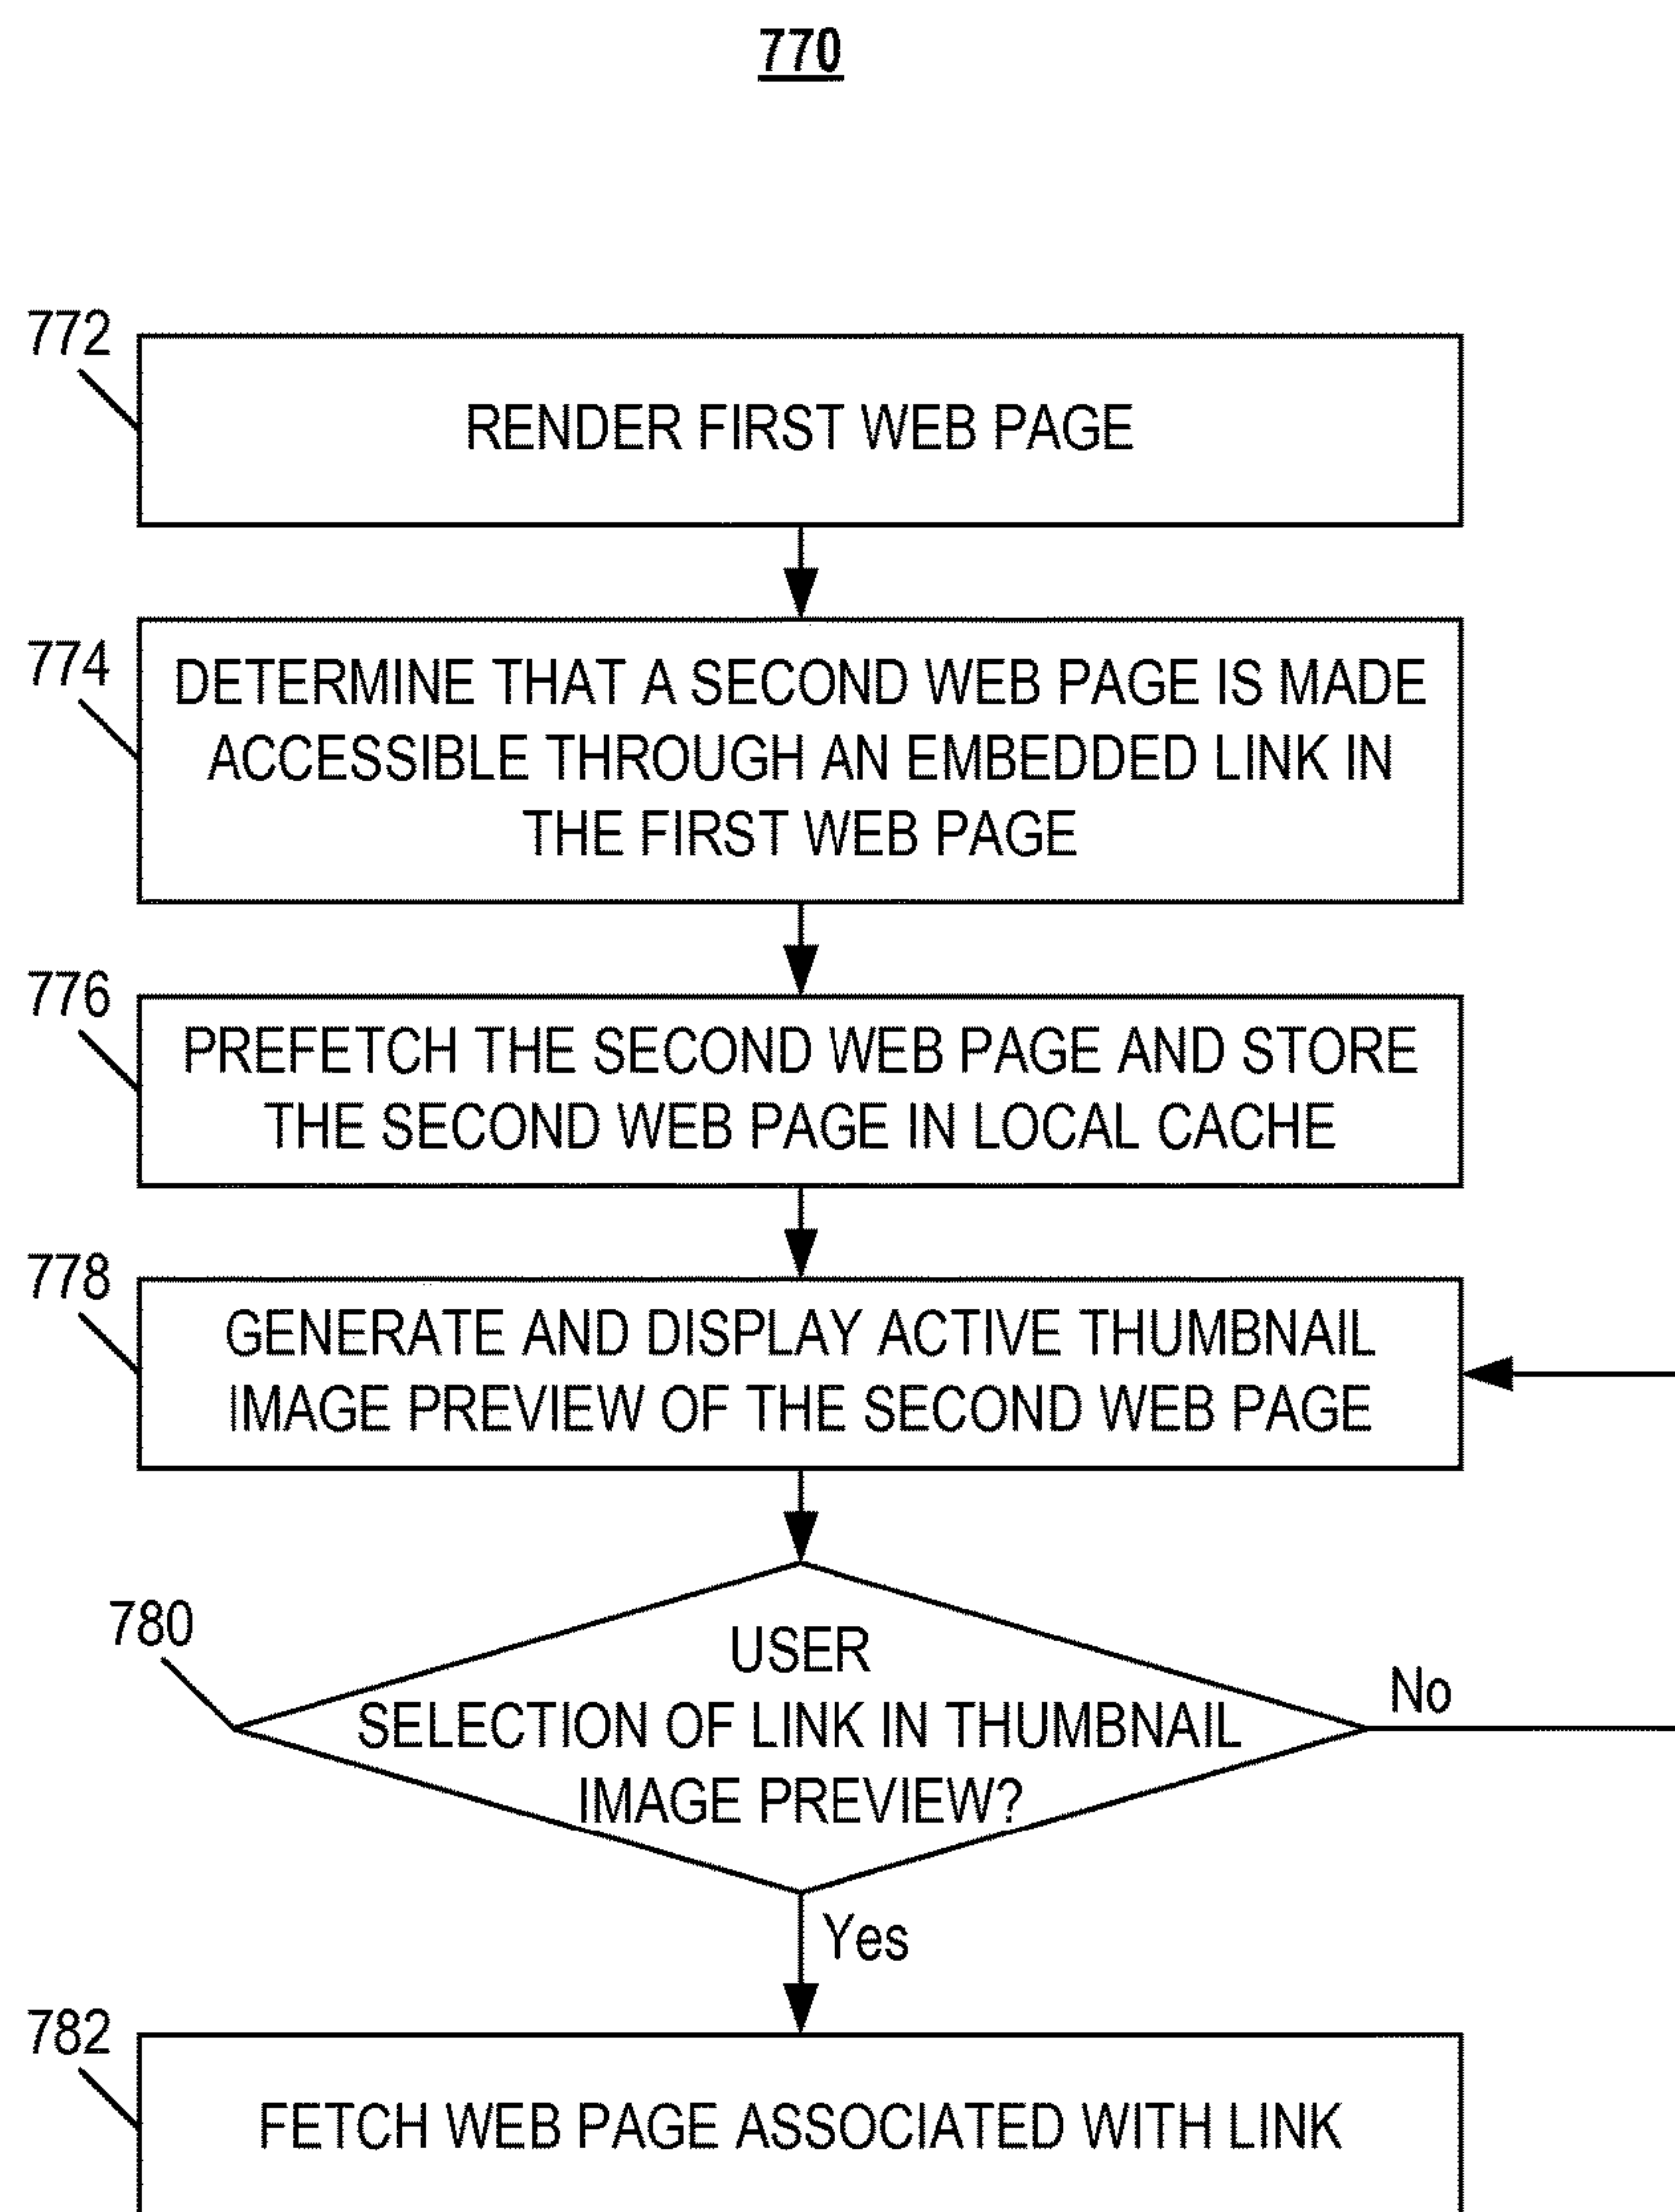 770
772
RENDER FIRST WEB PAGE
774
DETERMINE THAT A SECOND WEB PAGE IS MADE
ACCESSIBLE THROUGH AN EMBEDDED LINK IN
THE FIRST WEB PAGE
776
PREFETCH THE SECOND WEB PAGE AND STORE
THE SECOND WEB PAGE IN LOCAL CACHE
778
GENERATE AND DISPLAY ACTIVE THUMBNAIL
IMAGE PREVIEW OF THE SECOND WEB PAGE
780
USER
SELECTION OF LINK IN THUMBNAIL
IMAGE PREVIEW?
No
Yes
782
FETCH WEB PAGE ASSOCIATED WITH LINK